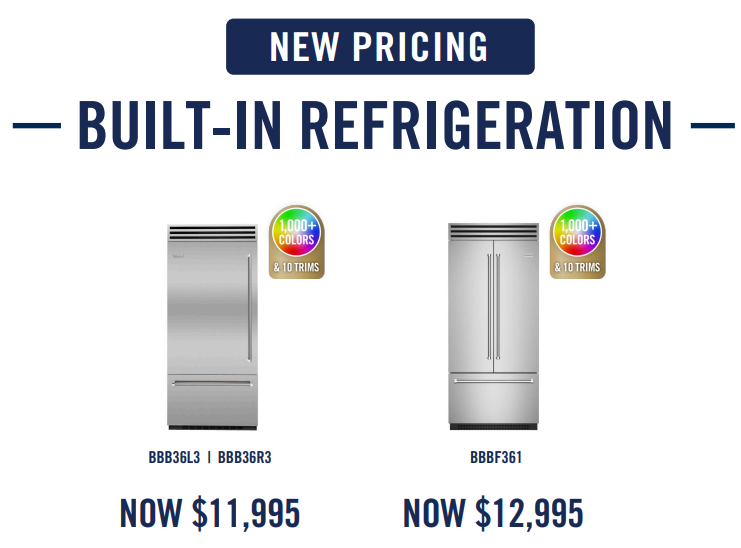 NEW PRICING
BUILT-IN REFRIGERATION
1,000+
COLORS
& 10 TRIMS
1,000+
COLORS
& 10 TRIMS
BBB36L3 | BBB36R3
BBBF361
NOW $11,995
NOW $12,995